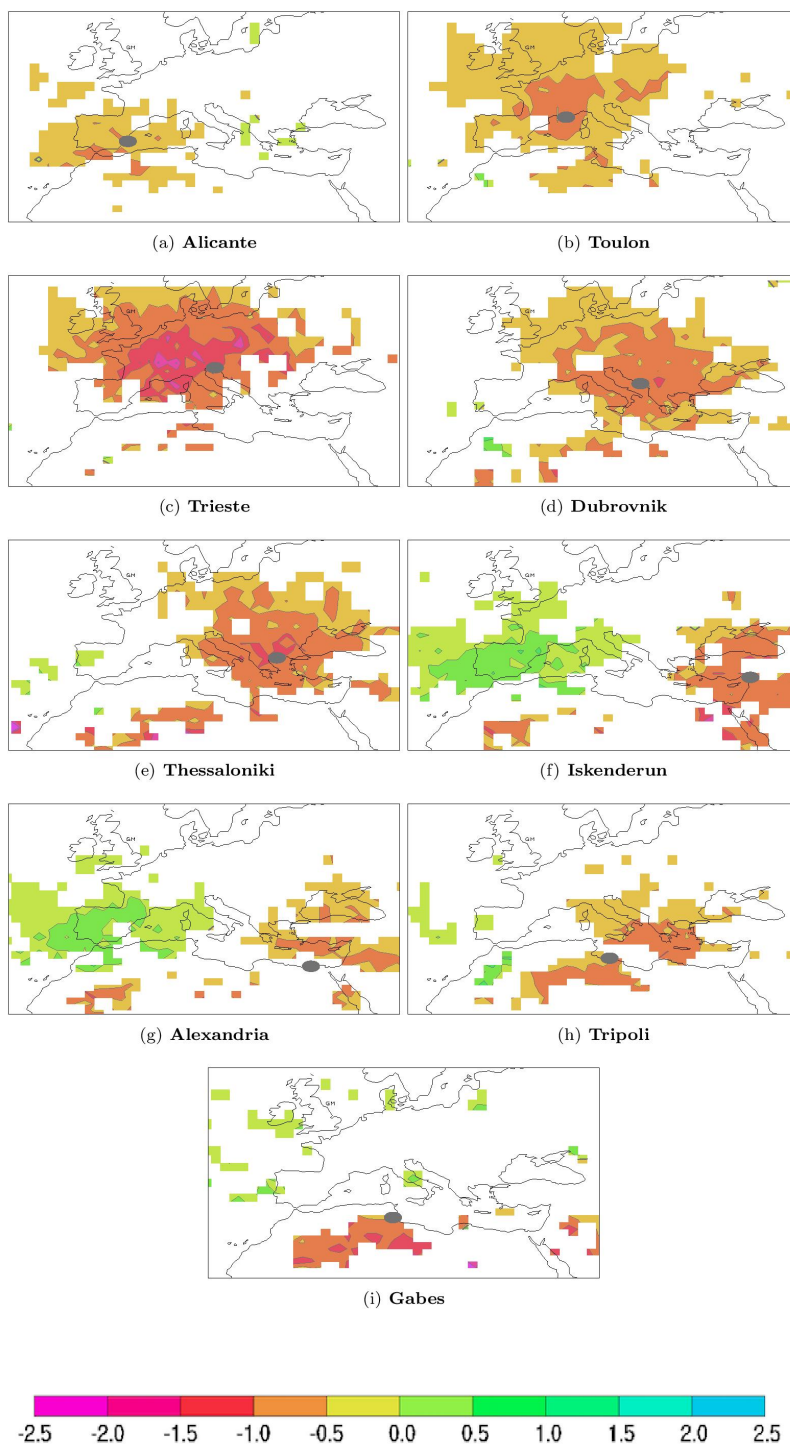 GM
GM
(a) Alicante
(b) Toulon
GM
GM
(c) Trieste
(d) Dubrovnik
GM
GM
(e) Thessaloniki
(f) Iskenderun
GM
GM
(g) Alexandria
(h) Tripoli
GM
(i) Gabes
-2.5 -2.0 -1.5 -1.0 -0.5 0.0 0.5 1.0 1.5 2.0 2.5